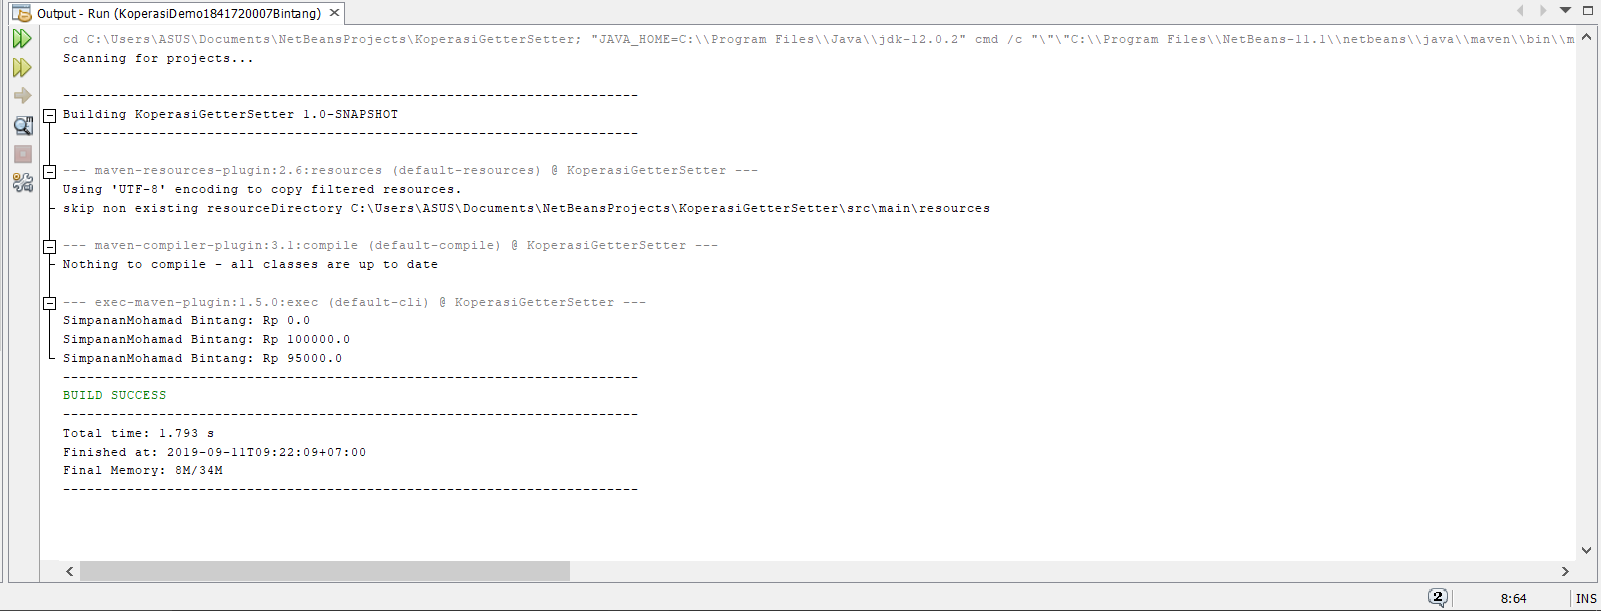 Output - Run (KoperasiDemo1841720007Bintang)
cd C:\Users\ASUS\Documents\NetBeansProjects\KoperasiGetterSetter; "JAVA_HOME=C:\\Program Files\\Java\\jdk-12.0.2" cmd /c "\"\"C:\\Program Files\\NetBeans-11.1\\netbeans\\java\\maven\\bin\\m
Scanning for projects...
------------------------------------------------------------------------
Building KoperasiGetterSetter 1.0-SNAPSHOT
------------------------------------------------------------------------
--- maven-resources-plugin:2.6:resources (default-resources) @ KoperasiGetterSetter ---
Using 'UTF-8' encoding to copy filtered resources.
skip non existing resourceDirectory C:\Users\ASUS\Documents\NetBeansProjects\KoperasiGetterSetter\src\main\resources
--- maven-compiler-plugin:3.1:compile (default-compile) @ KoperasiGetterSetter ---
Nothing to compile - all classes are up to date
--- exec-maven-plugin:1.5.0:exec (default-cli) @ KoperasiGetterSetter ---
SimpananMohamad Bintang: Rp 0.0
SimpananMohamad Bintang: Rp 100000.0
SimpananMohamad Bintang: Rp 95000.0
------------------------------------------------------------------------
BUILD SUCCESS
------------------------------------------------------------------------
Total time: 1.793 s
Finished at: 2019-09-11T09:22:09+07:00
Final Memory: 8M/34M
------------------------------------------------------------------------
2 8:64 INS